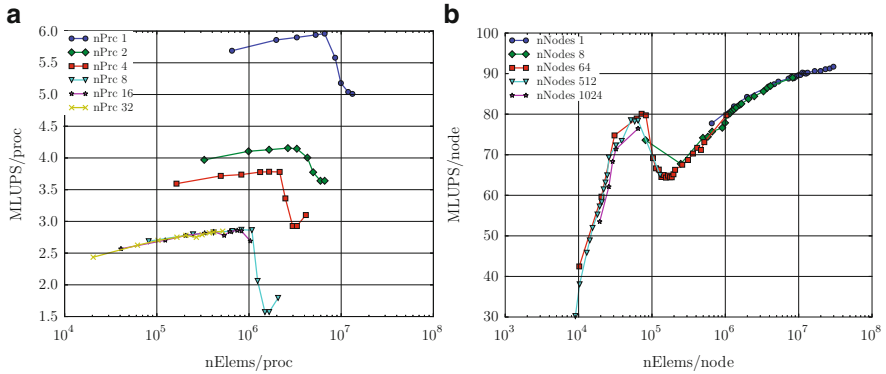 a
6.0
5.5
5.0
4.5
4.0
3.5
3.0
2.5
2.0
1.5
MLUPS/proc
nPrc 1
nPrc 2
nPrc 4
nPrc 8
nPrc 16
nPrc 32
10^4
10^5
10^6
10^7
10^8
nElems/proc
b
100
90
80
70
60
50
40
30
MLUPS/node
nNodes 1
nNodes 8
nNodes 64
nNodes 512
nNodes 1024
10^3
10^4
10^5
10^6
10^7
10^8
nElems/node